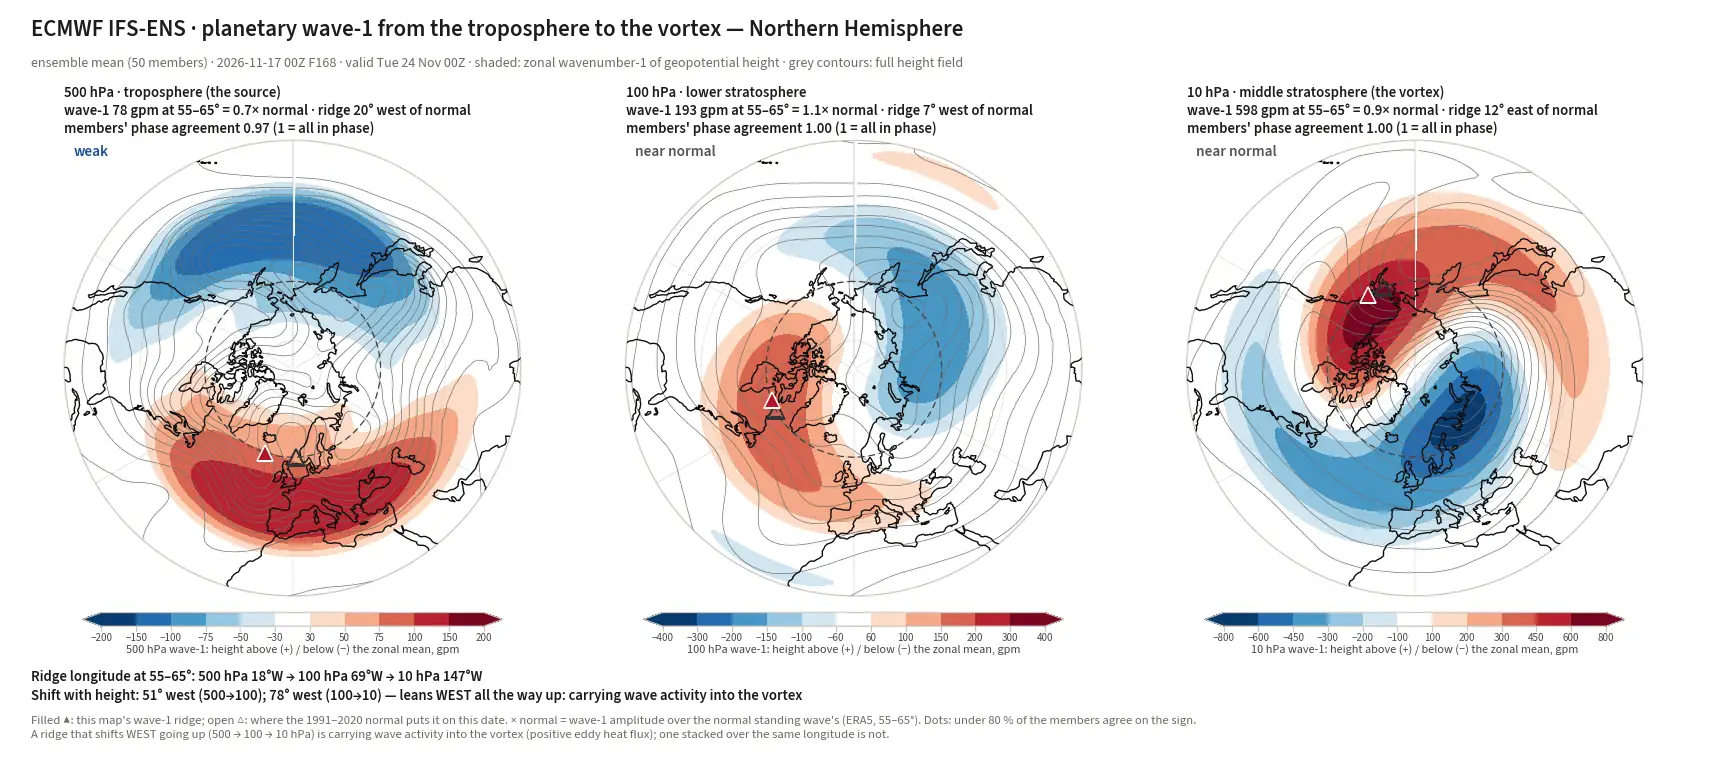 ECMWF IFS-ENS · planetary wave-1 from the troposphere to the vortex — Northern Hemisphere
ensemble mean (50 members) · 2026-11-17 00Z F168 · valid Tue 24 Nov 00Z · shaded: zonal wavenumber-1 of geopotential height · grey contours: full height field
500 hPa · troposphere (the source)
wave-1 78 gpm at 55–65° = 0.7× normal · ridge 20° west of normal
members' phase agreement 0.97 (1 = all in phase)
weak
100 hPa · lower stratosphere
wave-1 193 gpm at 55–65° = 1.1× normal · ridge 7° west of normal
members' phase agreement 1.00 (1 = all in phase)
near normal
10 hPa · middle stratosphere (the vortex)
wave-1 598 gpm at 55–65° = 0.9× normal · ridge 12° east of normal
members' phase agreement 1.00 (1 = all in phase)
near normal
−200 −150 −100 −75 −50 −30 30 50 75 100 150 200
500 hPa wave-1: height above (+) / below (−) the zonal mean, gpm
−400 −300 −200 −150 −100 −60 60 100 150 200 300 400
100 hPa wave-1: height above (+) / below (−) the zonal mean, gpm
−800 −600 −450 −300 −200 −100 100 200 300 450 600 800
10 hPa wave-1: height above (+) / below (−) the zonal mean, gpm
Ridge longitude at 55–65°: 500 hPa 18°W → 100 hPa 69°W → 10 hPa 147°W
Shift with height: 51° west (500→100); 78° west (100→10) — leans WEST all the way up: carrying wave activity into the vortex
Filled ▲: this map's wave-1 ridge; open △: where the 1991–2020 normal puts it on this date. × normal = wave-1 amplitude over the normal standing wave's (ERA5, 55–65°). Dots: under 80 % of the members agree on the sign.
A ridge that shifts WEST going up (500 → 100 → 10 hPa) is carrying wave activity into the vortex (positive eddy heat flux); one stacked over the same longitude is not.